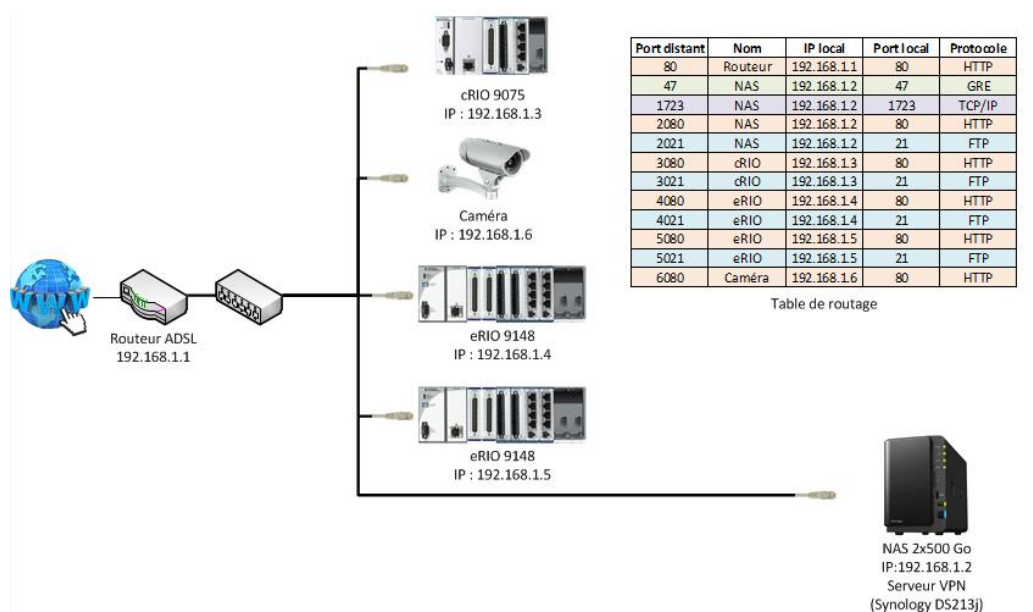 cRIO 9075
IP : 192.168.1.3
Caméra
IP : 192.168.1.6
WWW
Routeur ADSL
192.168.1.1
eRIO 9148
IP : 192.168.1.4
eRIO 9148
IP : 192.168.1.5
NAS 2x500 Go
IP:192.168.1.2
Serveur VPN
(Synology DS213j)
Port distant Nom IP local Port local Protocole
80 Routeur 192.168.1.1 80 HTTP
47 NAS 192.168.1.2 47 GRE
1723 NAS 192.168.1.2 1723 TCP/IP
2080 NAS 192.168.1.2 80 HTTP
2021 NAS 192.168.1.2 21 FTP
3080 cRIO 192.168.1.3 80 HTTP
3021 cRIO 192.168.1.3 21 FTP
4080 eRIO 192.168.1.4 80 HTTP
4021 eRIO 192.168.1.4 21 FTP
5080 eRIO 192.168.1.5 80 HTTP
5021 eRIO 192.168.1.5 21 FTP
6080 Caméra 192.168.1.6 80 HTTP
Table de routage